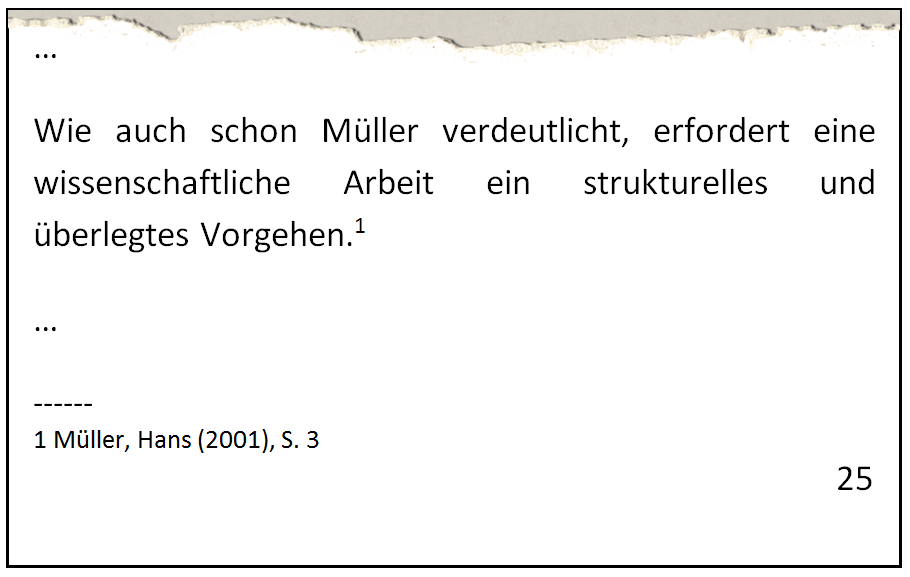 ...
Wie auch schon Müller verdeutlicht, erfordert eine
wissenschaftliche Arbeit ein strukturelles und
überlegtes Vorgehen.¹
...
------
1 Müller, Hans (2001), S. 3
25